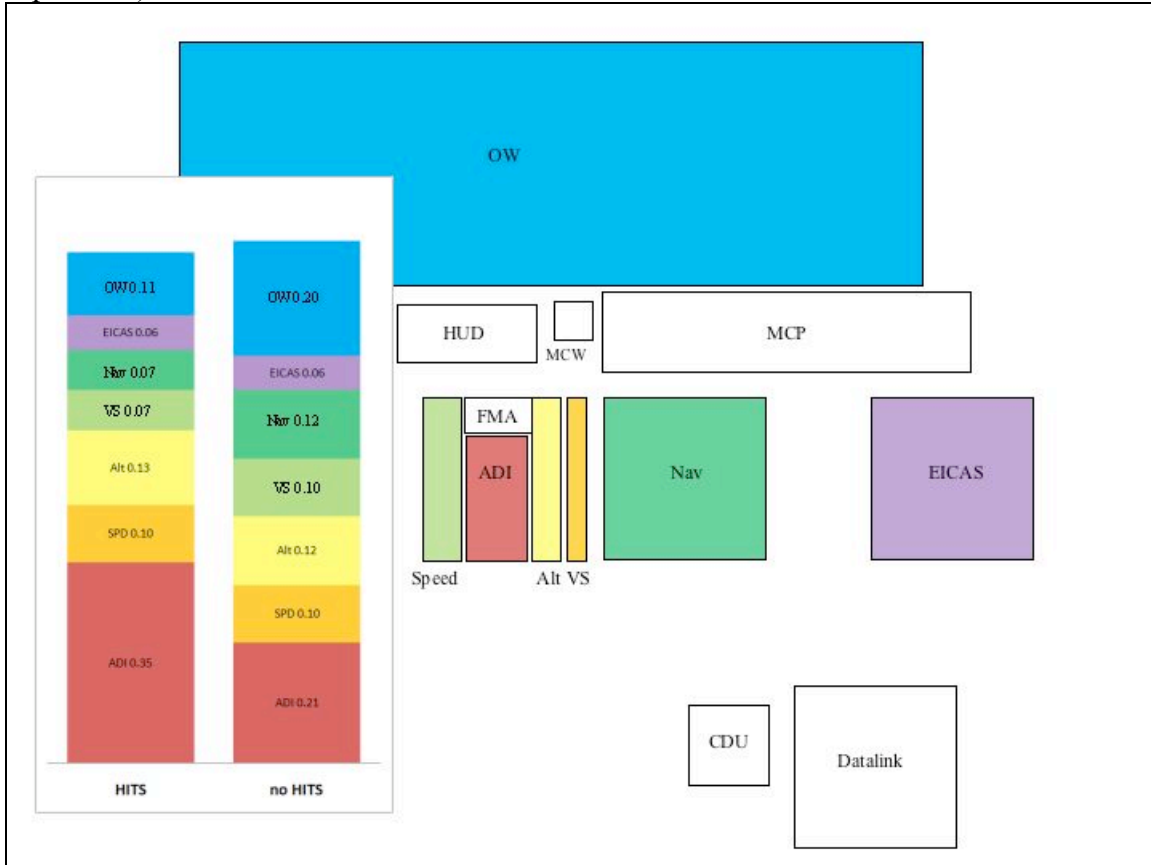 OW
OW 0.11
OW 0.20
EICAS 0.06
EICAS 0.06
Nav 0.07
Nav 0.12
VS 0.07
VS 0.10
Alt 0.13
Alt 0.12
SPD 0.10
SPD 0.10
ADI 0.35
ADI 0.21
HITS
no HITS
HUD
MCW
MCP
FMA
ADI
Nav
EICAS
Speed
Alt
VS
CDU
Datalink